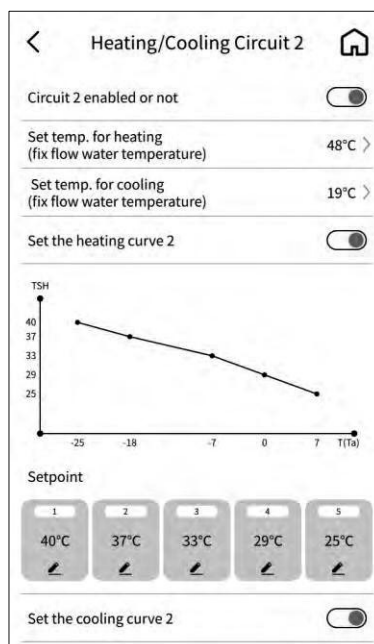 Heating/Cooling Circuit 2
Circuit 2 enabled or not
Set temp. for heating
(fix flow water temperature)
48°C
Set temp. for cooling
(fix flow water temperature)
19°C
Set the heating curve 2
TSH
40
37
33
29
25
-25 -18 -7 0 7 T(Ta)
Setpoint
1 2 3 4 5
40°C 37°C 33°C 29°C 25°C
Set the cooling curve 2